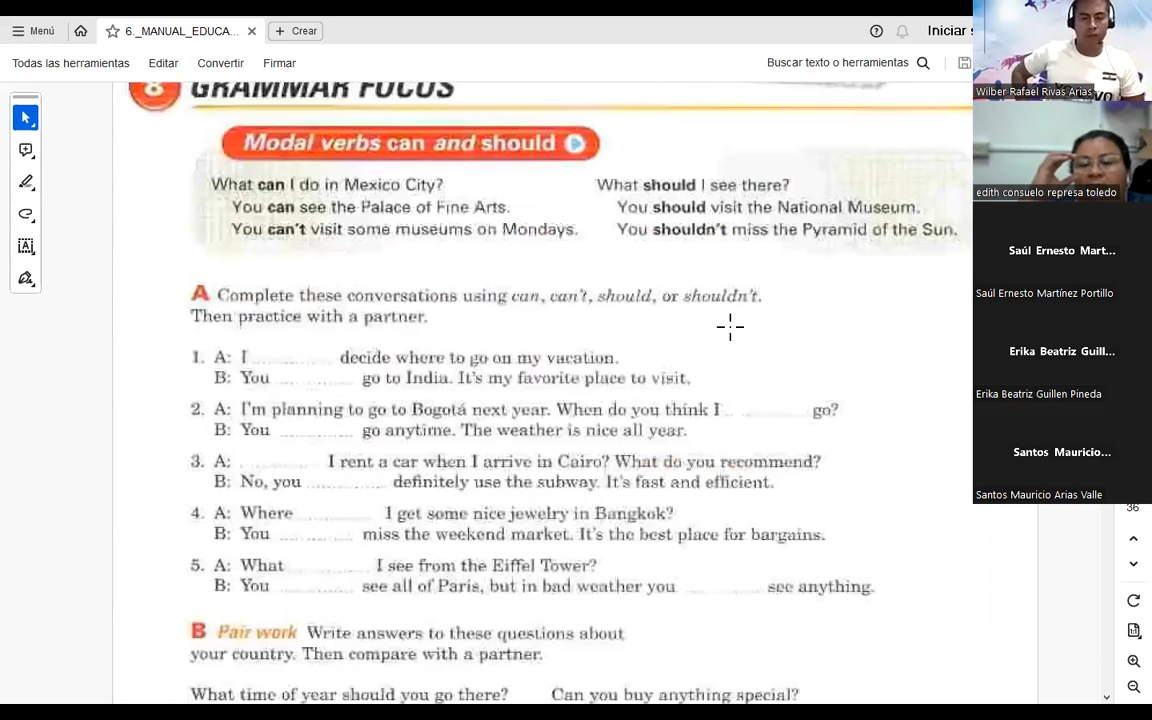 Menú
6._MANUAL_EDUCA...
Crear
Iniciar
Todas las herramientas
Editar
Convertir
Firmar
Buscar texto o herramientas
8 GRAMMAR FOCUS
Modal verbs can and should
What can I do in Mexico City?
You can see the Palace of Fine Arts.
You can't visit some museums on Mondays.
What should I see there?
You should visit the National Museum.
You shouldn't miss the Pyramid of the Sun.
A Complete these conversations using can, can't, should, or shouldn't.
Then practice with a partner.
1. A: I ............ decide where to go on my vacation.
B: You ............ go to India. It's my favorite place to visit.
2. A: I'm planning to go to Bogotá next year. When do you think I ............ go?
B: You ............ go anytime. The weather is nice all year.
3. A: ............ I rent a car when I arrive in Cairo? What do you recommend?
B: No, you ............ definitely use the subway. It's fast and efficient.
4. A: Where ............ I get some nice jewelry in Bangkok?
B: You ............ miss the weekend market. It's the best place for bargains.
5. A: What ............ I see from the Eiffel Tower?
B: You ............ see all of Paris, but in bad weather you ............ see anything.
B Pair work Write answers to these questions about
your country. Then compare with a partner.
What time of year should you go there?
Can you buy anything special?
Wilber Rafael Rivas Arias
edith consuelo represa toledo
Saúl Ernesto Mart...
Saúl Ernesto Martínez Portillo
Erika Beatriz Guill...
Erika Beatriz Guillen Pineda
Santos Mauricio...
Santos Mauricio Arias Valle
36